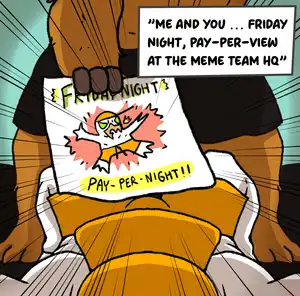 "ME AND YOU ... FRIDAY
NIGHT, PAY-PER-VIEW
AT THE MEME TEAM HQ"
FRIDAY NIGHT
PAY-PER-NIGHT!!